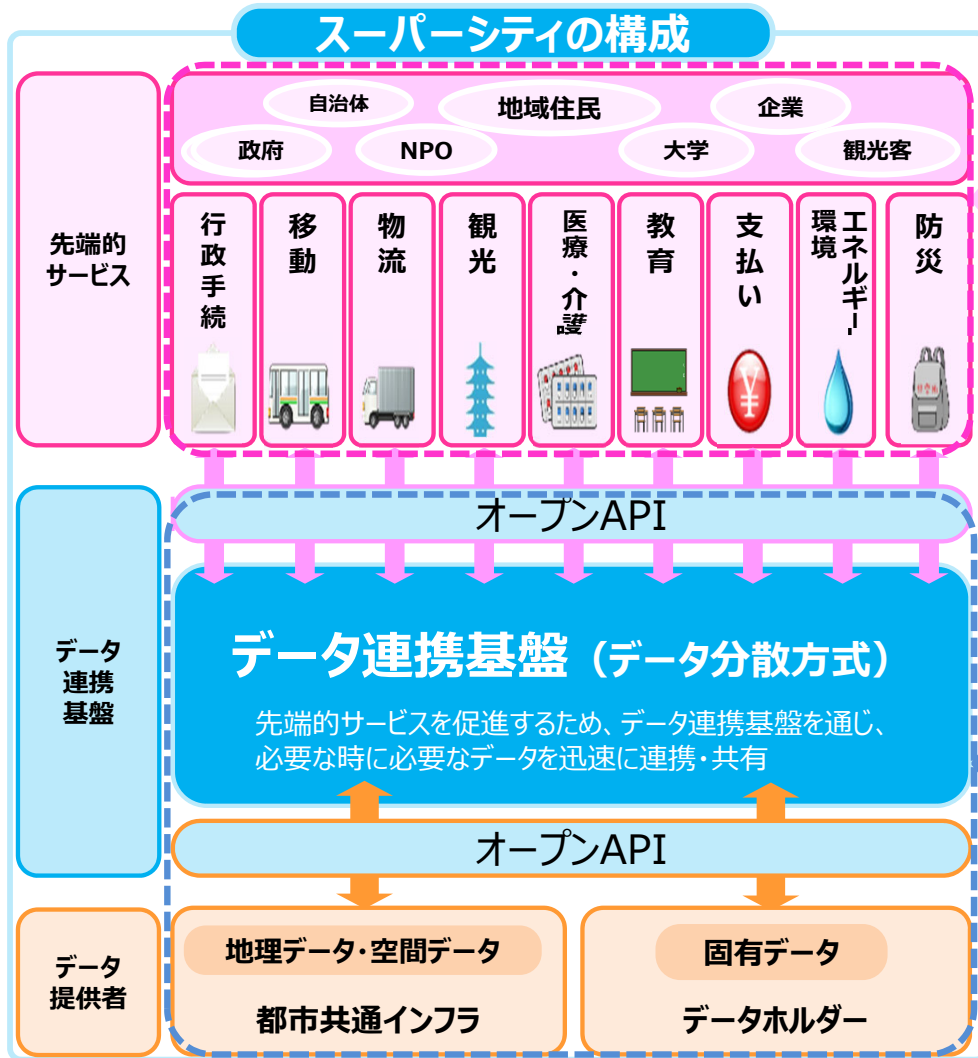 スーパーシティの構成
先端的
サービス
自治体
地域住民
企業
政府
NPO
大学
観光客
行政手続
移動
物流
観光
医療・介護
教育
支払い
エネルギー・
環境
防災
オープンAPI
データ
連携
基盤
データ連携基盤(データ分散方式)
先端的サービスを促進するため、データ連携基盤を通じ、
必要な時に必要なデータを迅速に連携・共有
オープンAPI
データ
提供者
地理データ・空間データ
都市共通インフラ
固有データ
データホルダー